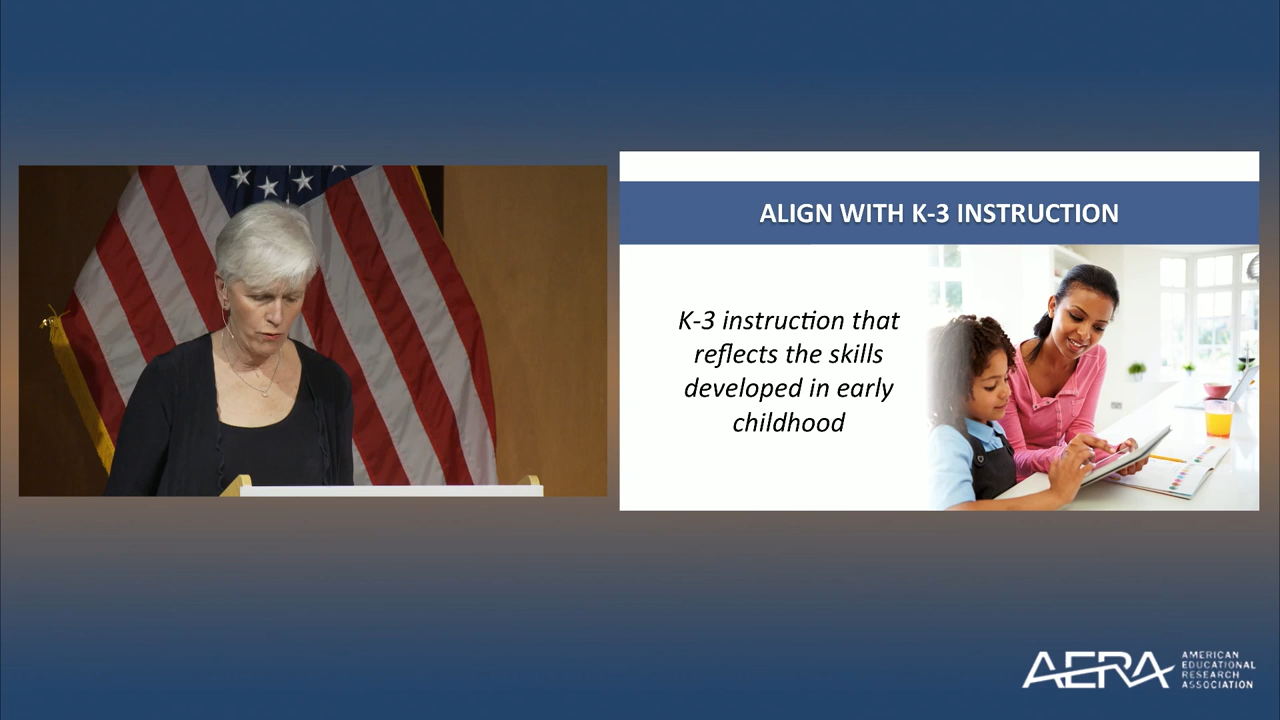 ALIGN WITH K-3 INSTRUCTION
K-3 instruction that
reflects the skills
developed in early
childhood
AERA
AMERICAN
EDUCATIONAL
RESEARCH
ASSOCIATION